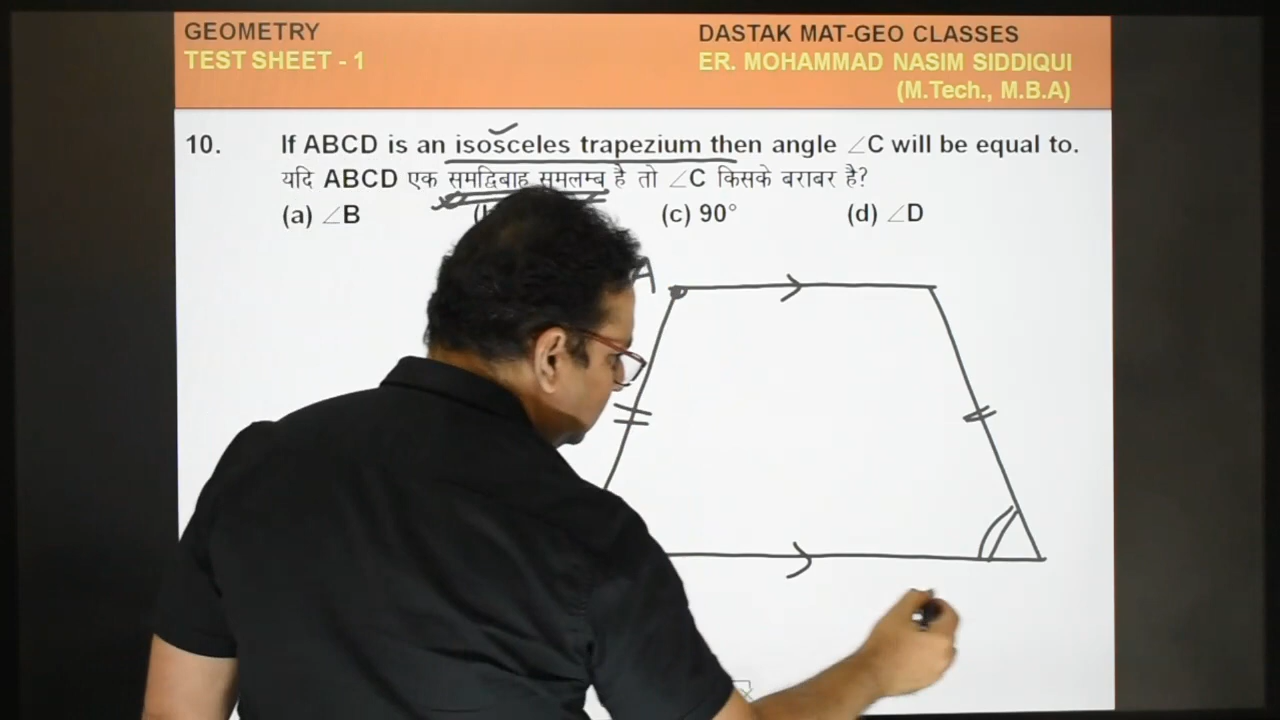 GEOMETRY
TEST SHEET - 1
DASTAK MAT-GEO CLASSES
ER. MOHAMMAD NASIM SIDDIQUI
(M.Tech., M.B.A)
10. If ABCD is an isosceles trapezium then angle ∠C will be equal to.
यदि ABCD एक समद्विबाहु समलम्ब है तो ∠C किसके बराबर है?
(a) ∠B (c) 90° (d) ∠D
A